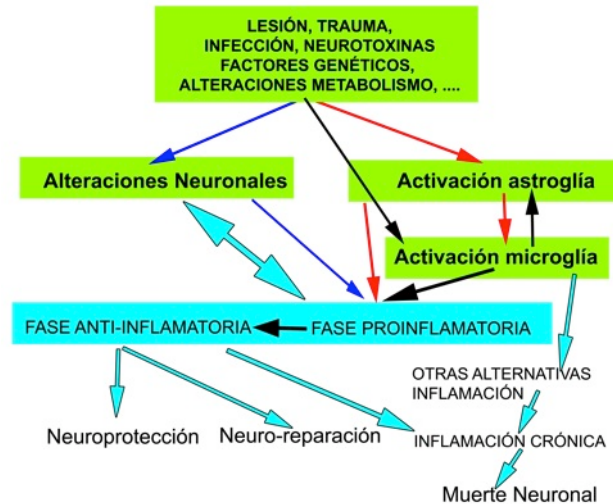 LESIÓN, TRAUMA,
INFECCIÓN, NEUROTOXINAS
FACTORES GENÉTICOS,
ALTERACIONES METABOLISMO, ....
Alteraciones Neuronales
Activación astroglía
Activación microglía
FASE ANTI-INFLAMATORIA
FASE PROINFLAMATORIA
OTRAS ALTERNATIVAS
INFLAMACIÓN
Neuroprotección
Neuro-reparación
INFLAMACIÓN CRÓNICA
Muerte Neuronal